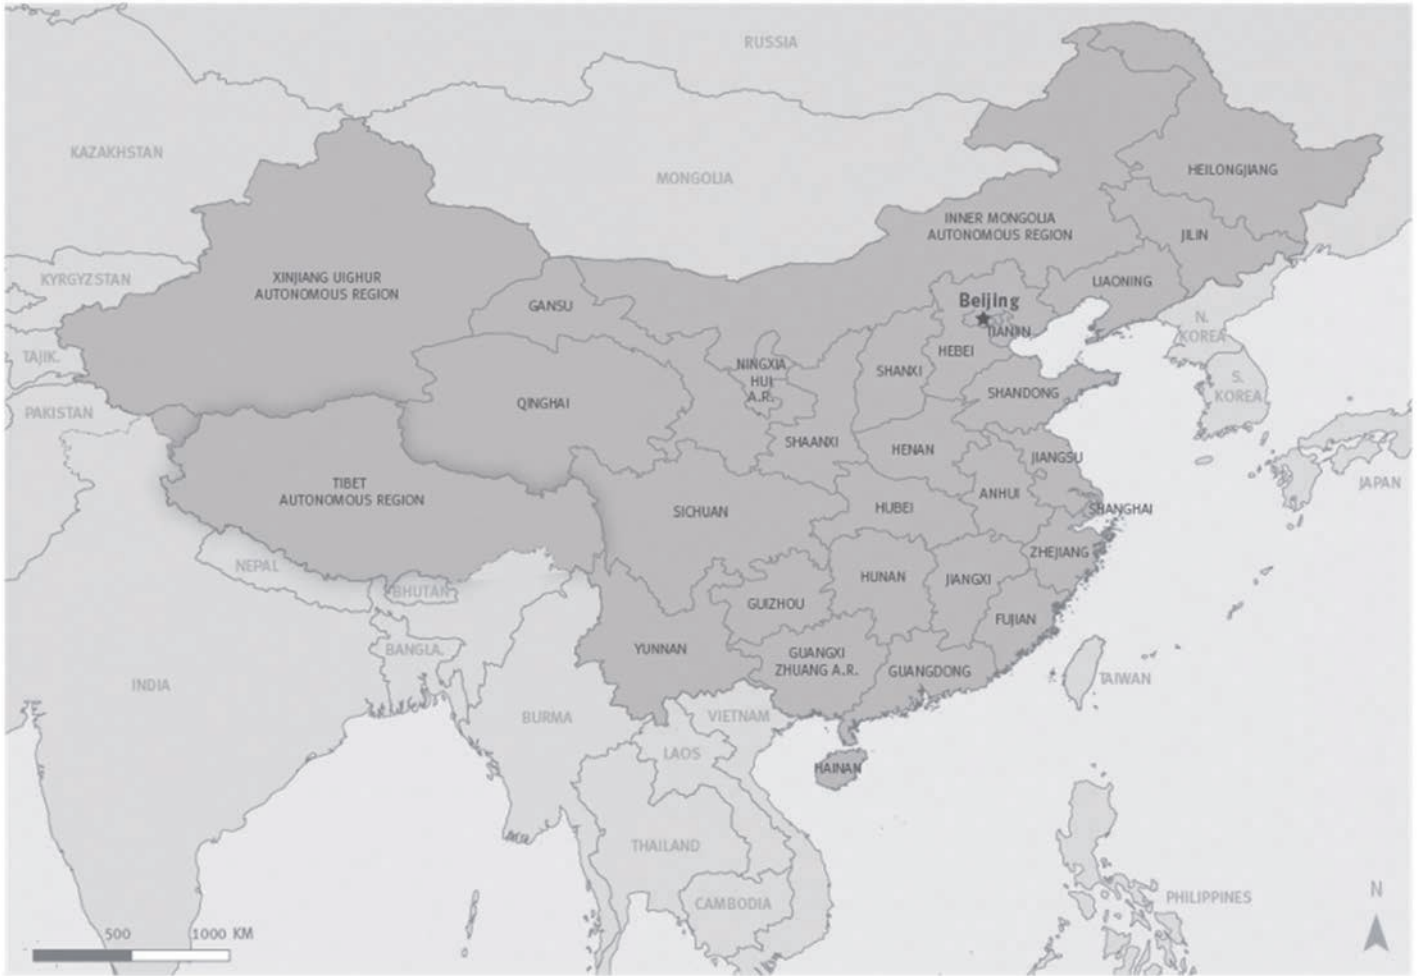 RUSSIA
KAZAKHSTAN
MONGOLIA
HEILONGJIANG
INNER MONGOLIA
AUTONOMOUS REGION
JILIN
XINJIANG UIGHUR
AUTONOMOUS REGION
KYRGYZSTAN
LIAONING
GANSU
Beijing
TIANJIN
N.
KOREA
TAJIK.
HEBEI
NINGXIA
HUI
A.R.
SHANXI
S.
KOREA
SHANDONG
QINGHAI
PAKISTAN
SHAANXI
HENAN
JIANGSU
TIBET
AUTONOMOUS REGION
JAPAN
ANHUI
SICHUAN
HUBEI
SHANGHAI
ZHEJIANG
NEPAL
HUNAN
JIANGXI
BHUTAN
GUIZHOU
FUJIAN
YUNNAN
BANGLA.
GUANGXI
ZHUANG A.R.
GUANGDONG
TAIWAN
INDIA
BURMA
VIETNAM
LAOS
HAINAN
THAILAND
CAMBODIA
PHILIPPINES
N
500 1000 KM